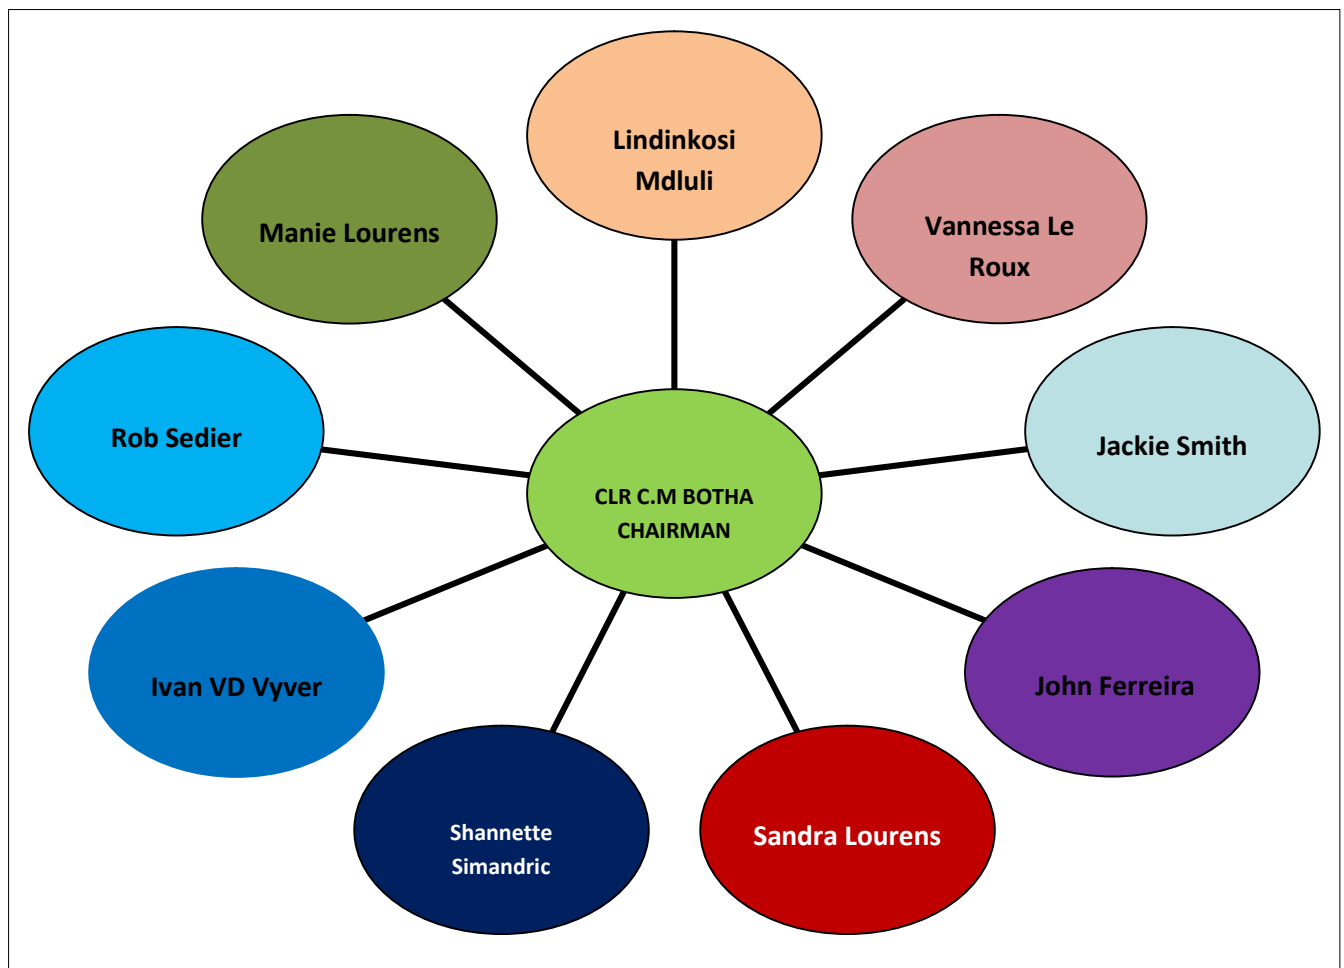 Lindinkosi
Mdluli
Vannessa Le
Roux
Jackie Smith
John Ferreira
Sandra Lourens
Shannette
Simandric
Ivan VD Vyver
Rob Sedier
Manie Lourens
CLR C.M BOTHA
CHAIRMAN